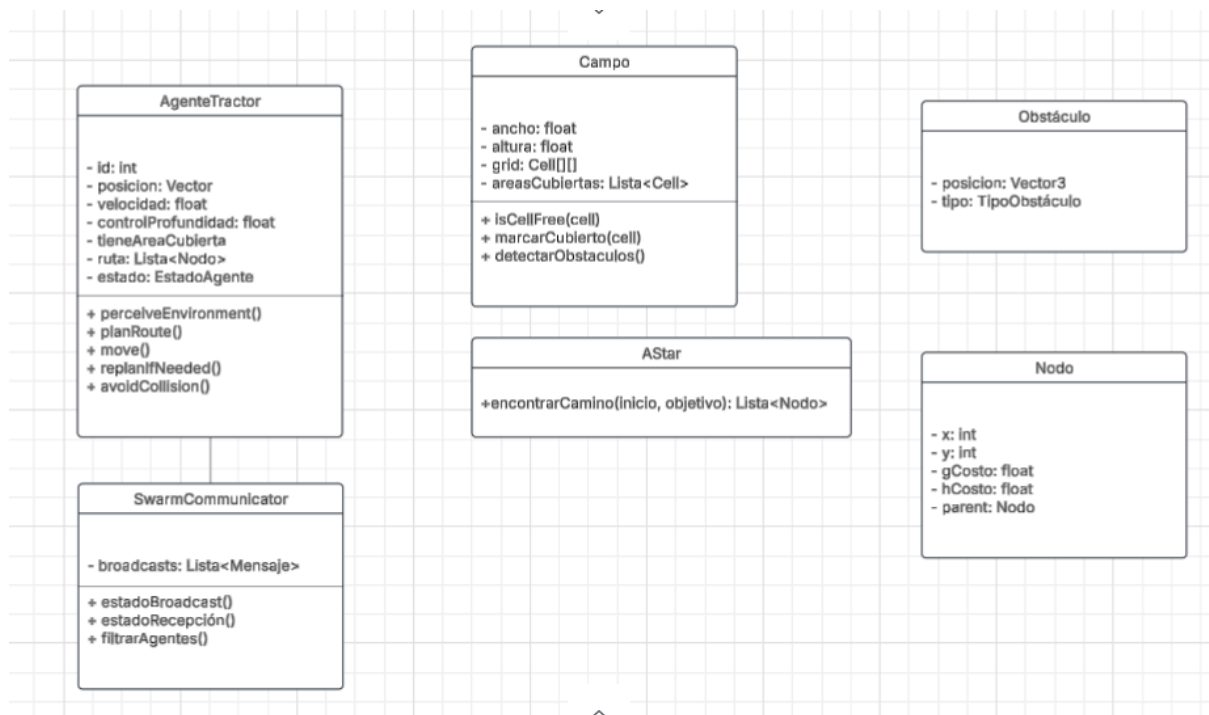 AgenteTractor
- id: int
- posicion: Vector
- velocidad: float
- controlProfundidad: float
- tieneAreaCubierta
- ruta: Lista<Nodo>
- estado: EstadoAgente
+ perceiveEnvironment()
+ planRoute()
+ move()
+ replanIfNeeded()
+ avoidCollision()
SwarmCommunicator
- broadcasts: Lista<Mensaje>
+ estadoBroadcast()
+ estadoRecepción()
+ filtrarAgentes()
Campo
- ancho: float
- altura: float
- grid: Cell[][]
- areasCubiertas: Lista<Cell>
+ isCellFree(cell)
+ marcarCubierto(cell)
+ detectarObstaculos()
AStar
+encontrarCamino(inicio, objetivo): Lista<Nodo>
Obstáculo
- posicion: Vector3
- tipo: TipoObstáculo
Nodo
- x: int
- y: int
- gCosto: float
- hCosto: float
- parent: Nodo